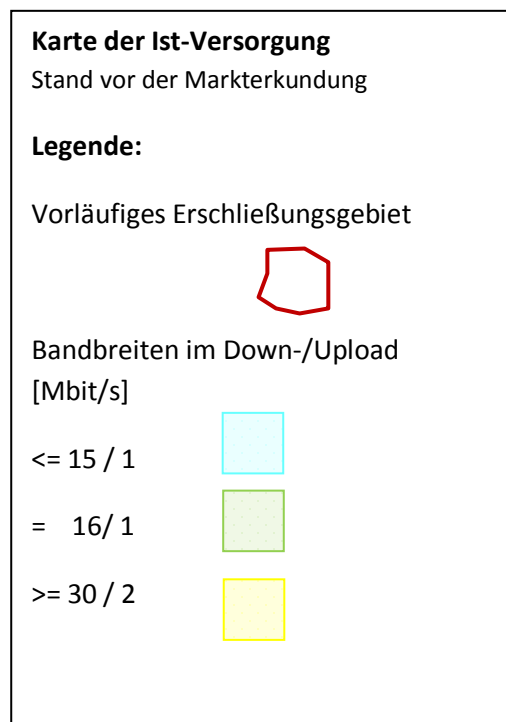 Karte der Ist-Versorgung
Stand vor der Markterkundung
Legende:
Vorläufiges Erschließungsgebiet
Bandbreiten im Down-/Upload
[Mbit/s]
<= 15 / 1
= 16/ 1
>= 30 / 2